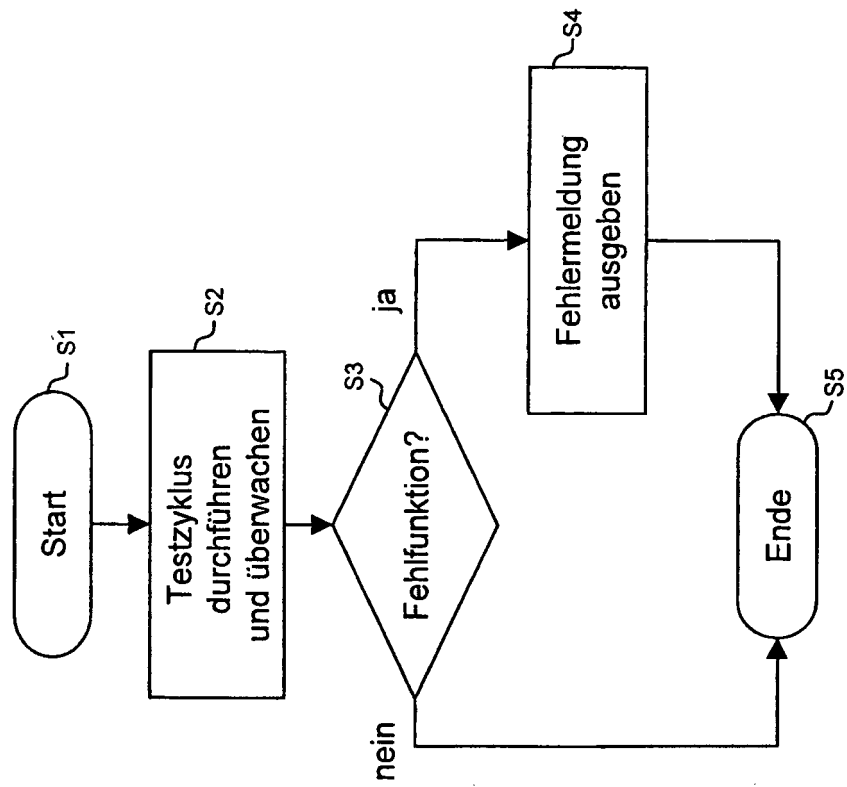 Start
S1
Testzyklus
durchführen
und überwachen
S2
Fehlfunktion?
S3
nein
ja
Fehlermeldung
ausgeben
S4
Ende
S5